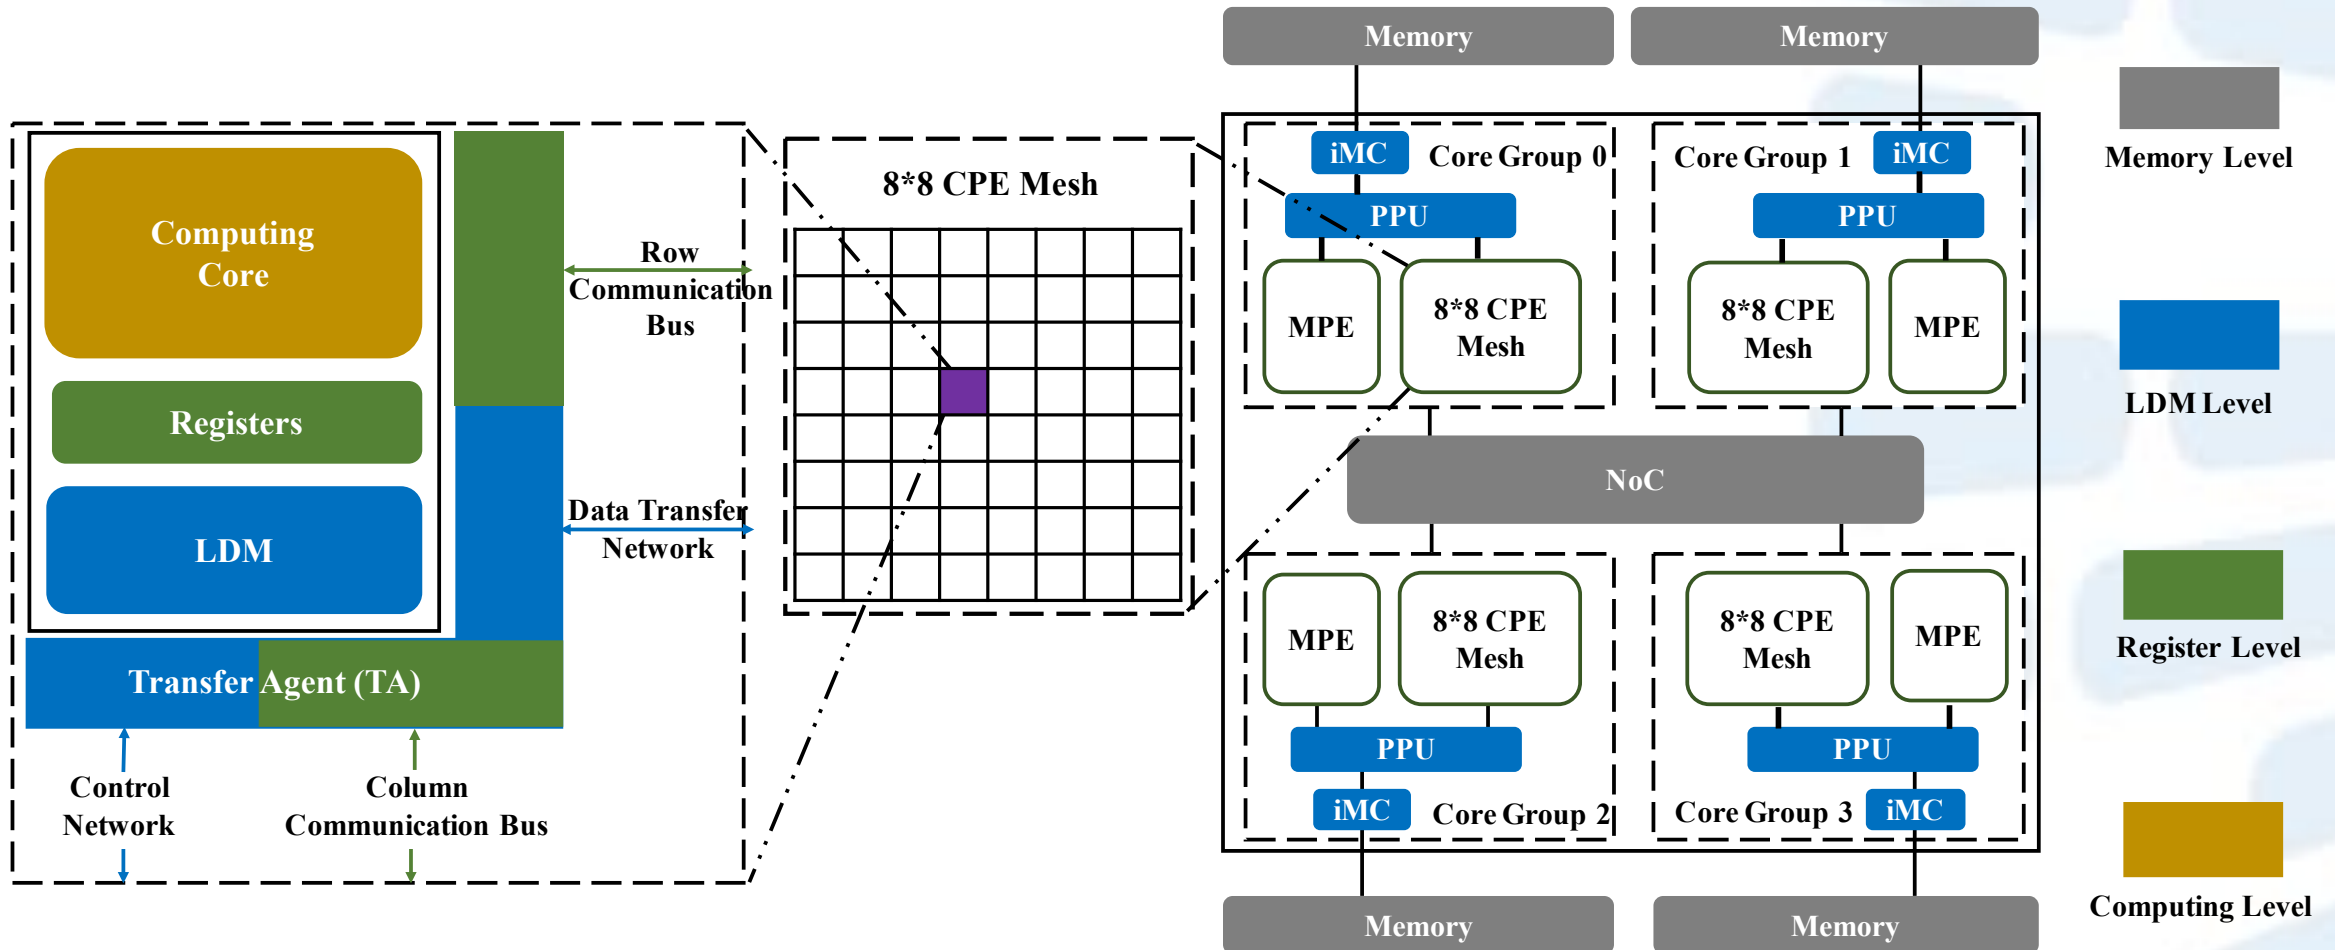 Computing
Core
Registers
LDM
Transfer Agent (TA)
Row
Communication
Bus
Data Transfer
Network
Control
Network
Column
Communication Bus
8*8 CPE Mesh
Memory
Memory
iMC
Core Group 0
PPU
MPE
8*8 CPE
Mesh
Core Group 1
iMC
PPU
8*8 CPE
Mesh
MPE
NoC
MPE
8*8 CPE
Mesh
PPU
iMC
Core Group 2
8*8 CPE
Mesh
MPE
PPU
Core Group 3
iMC
Memory
Memory
Memory Level
LDM Level
Register Level
Computing Level